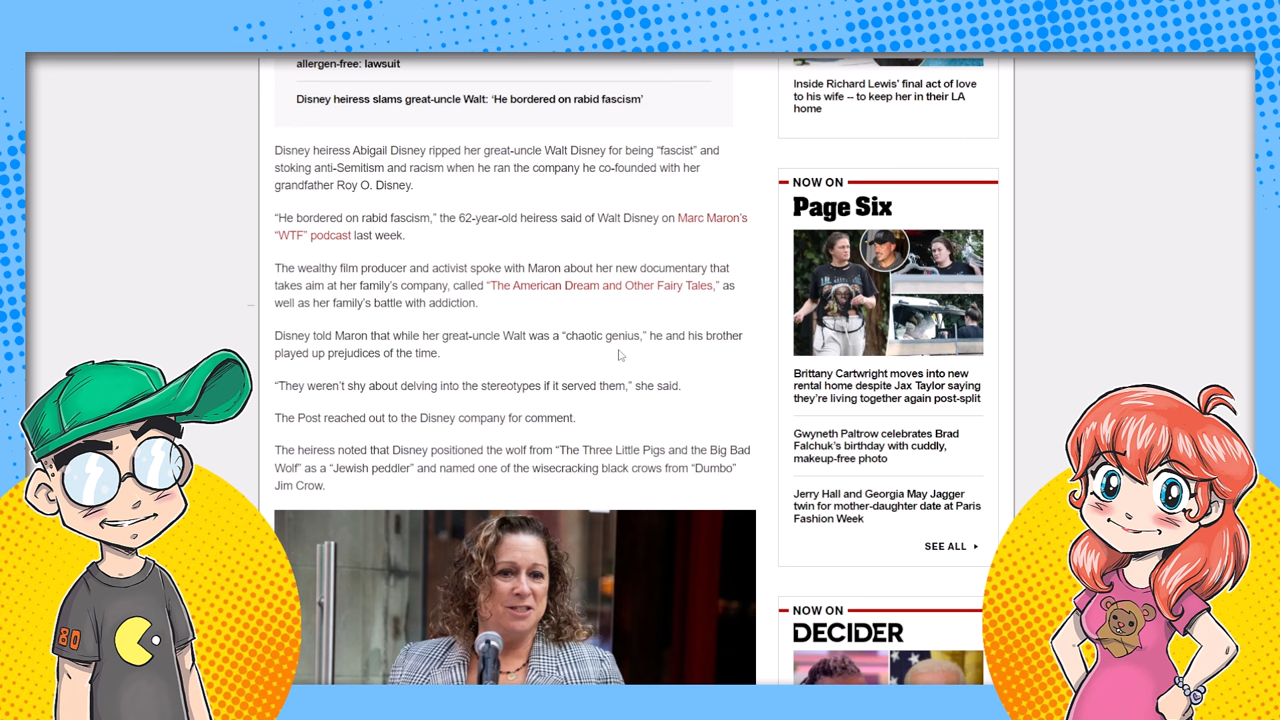 allergen-free: lawsuit
Disney heiress slams great-uncle Walt: ‘He bordered on rabid fascism’
Disney heiress Abigail Disney ripped her great-uncle Walt Disney for being “fascist” and
stoking anti-Semitism and racism when he ran the company he co-founded with her
grandfather Roy O. Disney.
“He bordered on rabid fascism,” the 62-year-old heiress said of Walt Disney on Marc Maron’s
“WTF” podcast last week.
The wealthy film producer and activist spoke with Maron about her new documentary that
takes aim at her family’s company, called “The American Dream and Other Fairy Tales,” as
well as her family’s battle with addiction.
Disney told Maron that while her great-uncle Walt was a “chaotic genius,” he and his brother
played up prejudices of the time.
“They weren’t shy about delving into the stereotypes if it served them,” she said.
The Post reached out to the Disney company for comment.
The heiress noted that Disney positioned the wolf from “The Three Little Pigs and the Big Bad
Wolf” as a “Jewish peddler” and named one of the wisecracking black crows from “Dumbo”
Jim Crow.
Inside Richard Lewis’ final act of love
to his wife – to keep her in their LA
home
NOW ON
Page Six
Brittany Cartwright moves into new
rental home despite Jax Taylor saying
they’re living together again post-split
Gwyneth Paltrow celebrates Brad
Falchuk’s birthday with cuddly,
makeup-free photo
Jerry Hall and Georgia May Jagger
twin for mother-daughter date at Paris
Fashion Week
SEE ALL
NOW ON
DECIDER
80